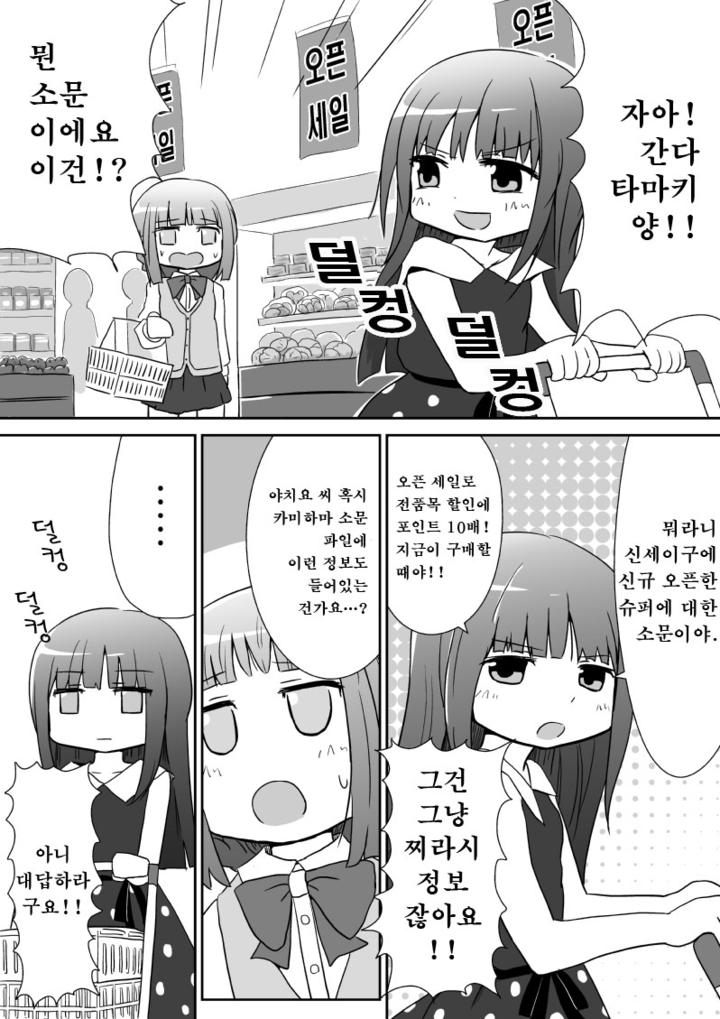 자아!
간다
타마키
양!!
오픈
오픈
세일
픈
일
뭔
소문
이에요
이건!?
덜
컹
덜
컹
뭐라니
신세이구에
신규 오픈한
슈퍼에 대한
소문이야.
오픈 세일로
전품목 할인에
포인트 10배!
지금이 구매할
때야!!
그건
그냥
찌라시
정보
잖아요
!!
야치요 씨 혹시
카미하마 소문
파일에
이런 정보도
들어있는
건가요…?
……
덜
컹
덜
컹
아니
대답하라
구요!!